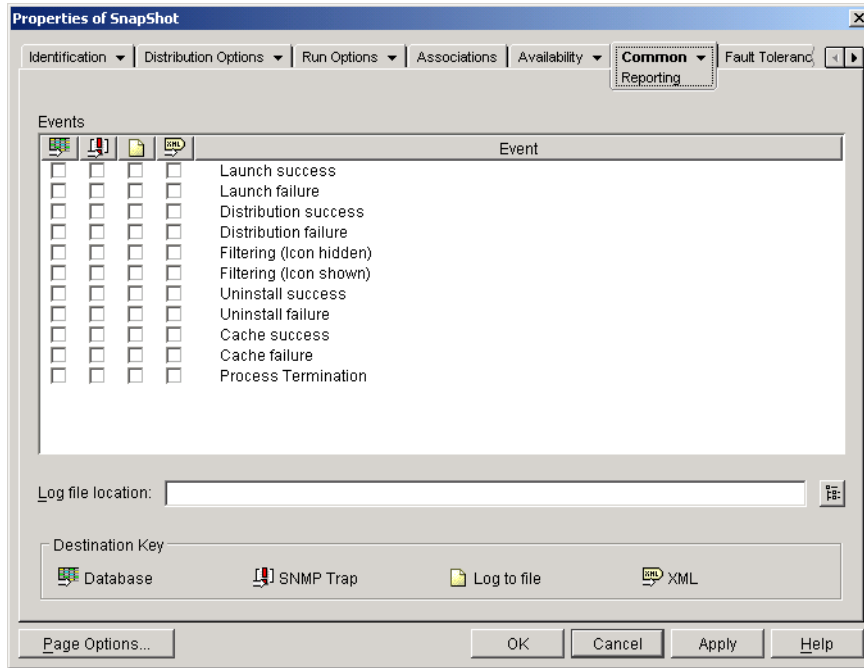 Properties of SnapShot
Identification Distribution Options Run Options Associations Availability Common Fault Toleranc
Reporting
Events
Event
Launch success
Launch failure
Distribution success
Distribution failure
Filtering (Icon hidden)
Filtering (Icon shown)
Uninstall success
Uninstall failure
Cache success
Cache failure
Process Termination
Log file location:
Destination Key
Database SNMP Trap Log to file XML
Page Options... OK Cancel Apply Help